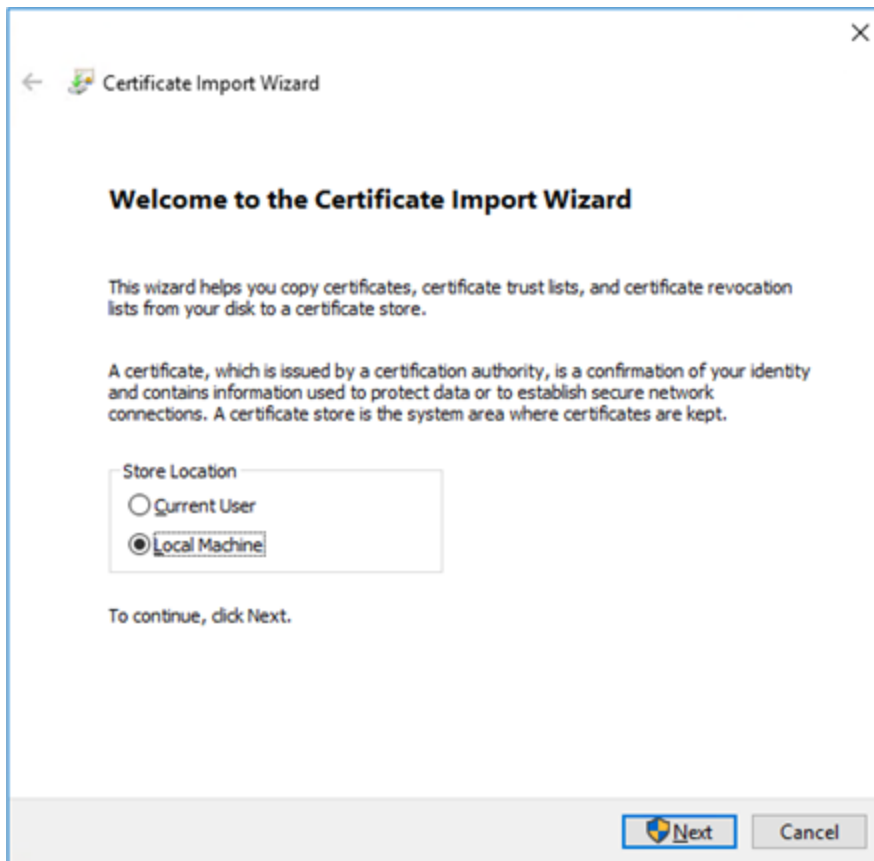 Certificate Import Wizard
Welcome to the Certificate Import Wizard
This wizard helps you copy certificates, certificate trust lists, and certificate revocation
lists from your disk to a certificate store.
A certificate, which is issued by a certification authority, is a confirmation of your identity
and contains information used to protect data or to establish secure network
connections. A certificate store is the system area where certificates are kept.
Store Location
Current User
Local Machine
To continue, click Next.
Next Cancel